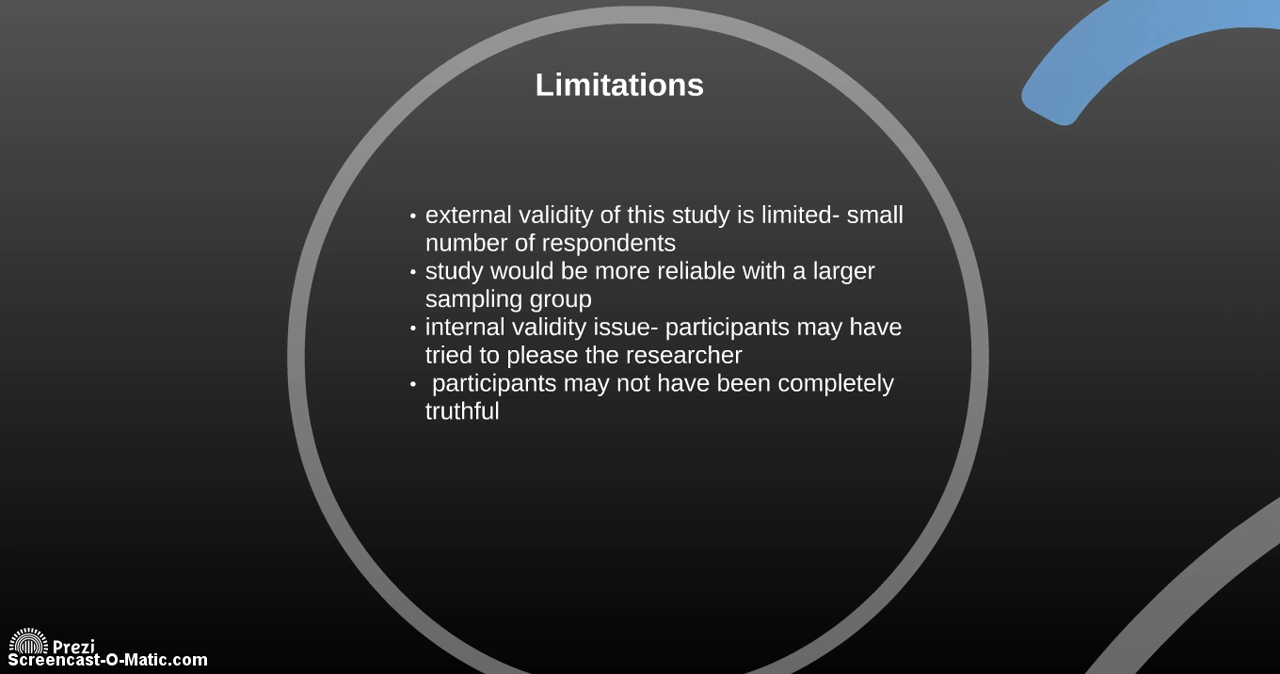 Limitations
• external validity of this study is limited- small
number of respondents
• study would be more reliable with a larger
sampling group
• internal validity issue- participants may have
tried to please the researcher
• participants may not have been completely
truthful
Prezi
Screencast-O-Matic.com